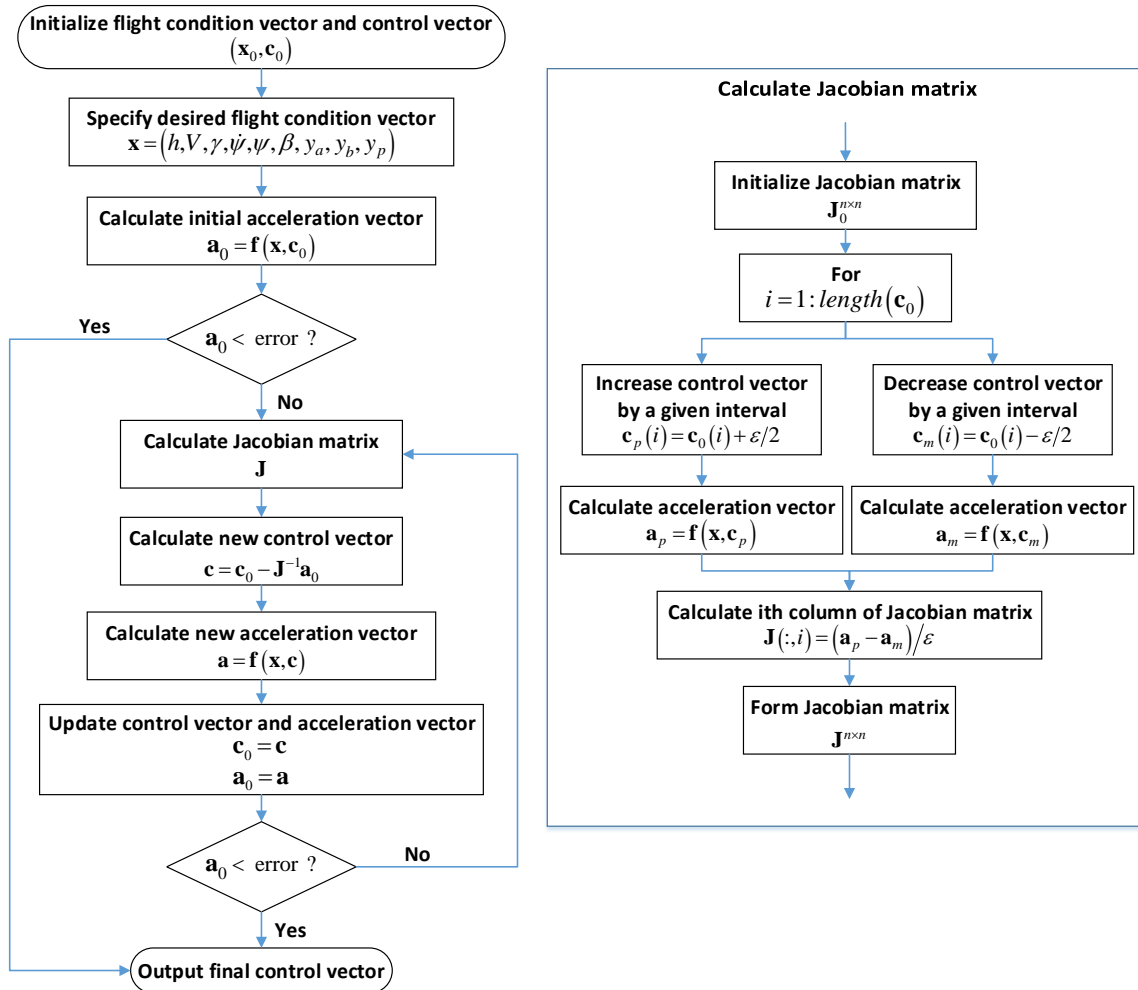 Initialize flight condition vector and control vector
(x₀,c₀)
Specify desired flight condition vector
x = (h,V,γ,ψ̇,ψ,β,yₐ,y_b,y_p)
Calculate initial acceleration vector
a₀ = f(x,c₀)
Yes
a₀ < error ?
No
Calculate Jacobian matrix
J
Calculate new control vector
c = c₀ − J⁻¹a₀
Calculate new acceleration vector
a = f(x,c)
Update control vector and acceleration vector
c₀ = c
a₀ = a
a₀ < error ?
No
Yes
Output final control vector
Calculate Jacobian matrix
Initialize Jacobian matrix
J₀ⁿˣⁿ
For
i = 1:length(c₀)
Increase control vector
by a given interval
c_p(i) = c₀(i) + ε/2
Decrease control vector
by a given interval
c_m(i) = c₀(i) − ε/2
Calculate acceleration vector
a_p = f(x,c_p)
Calculate acceleration vector
a_m = f(x,c_m)
Calculate ith column of Jacobian matrix
J(:,i) = (a_p − a_m)/ε
Form Jacobian matrix
Jⁿˣⁿ